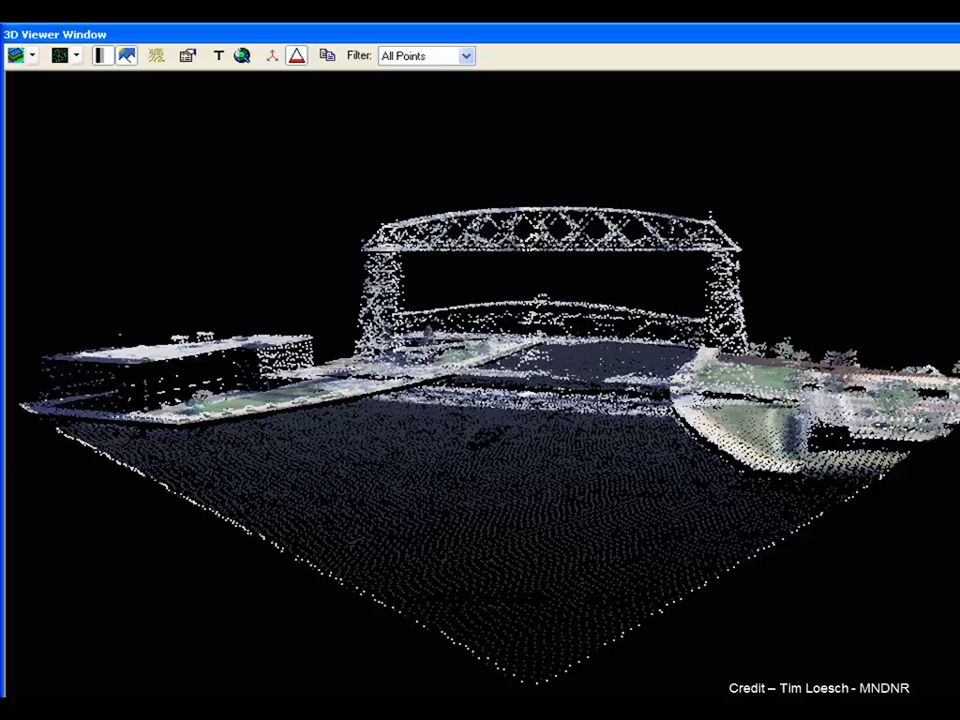 3D Viewer Window
T
Filter: All Points
Credit – Tim Loesch - MNDNR